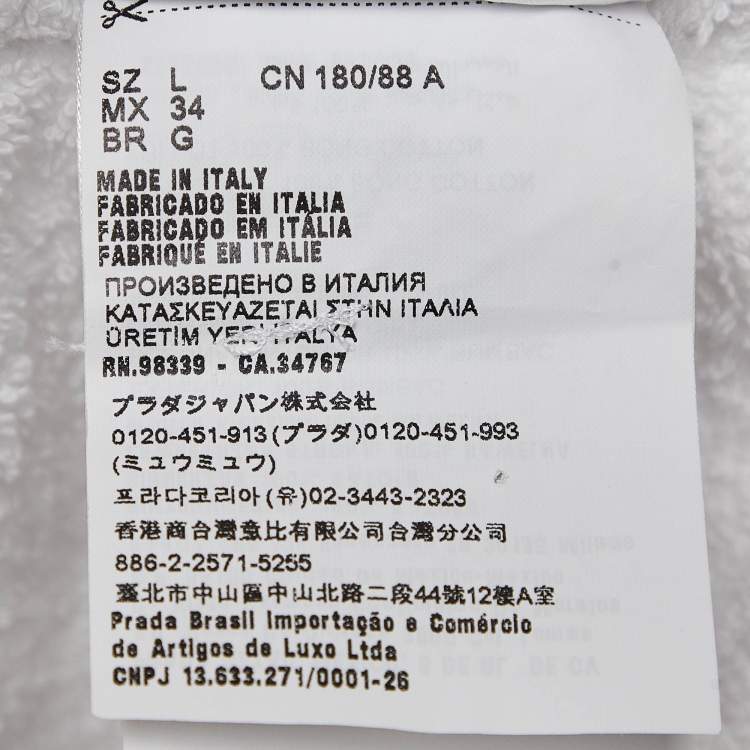 SZ L CN 180/88 A
MX 34
BR G
MADE IN ITALY
FABRICADO EN ITALIA
FABRICADO EM ITÁLIA
FABRIQUÉ EN ITALIE
ПРОИЗВЕДЕНО В ИТАЛИЯ
ΚΑΤΑΣΚΕΥΑΖΕΤΑΙ ΣΤΗΝ ΙΤΑΛΙΑ
ÜRETİM YERİ ITALYA
RN.98339 - CA.34767
プラダジャパン株式会社
0120-451-913(プラダ)0120-451-993
(ミュウミュウ)
프라다코리아(유)02-3443-2323
香港商台灣意比有限公司台灣分公司
886-2-2571-5255
臺北市中山區中山北路二段44號12樓A室
Prada Brasil Importação e Comércio
de Artigos de Luxo Ltda
CNPJ 13.633.271/0001-26